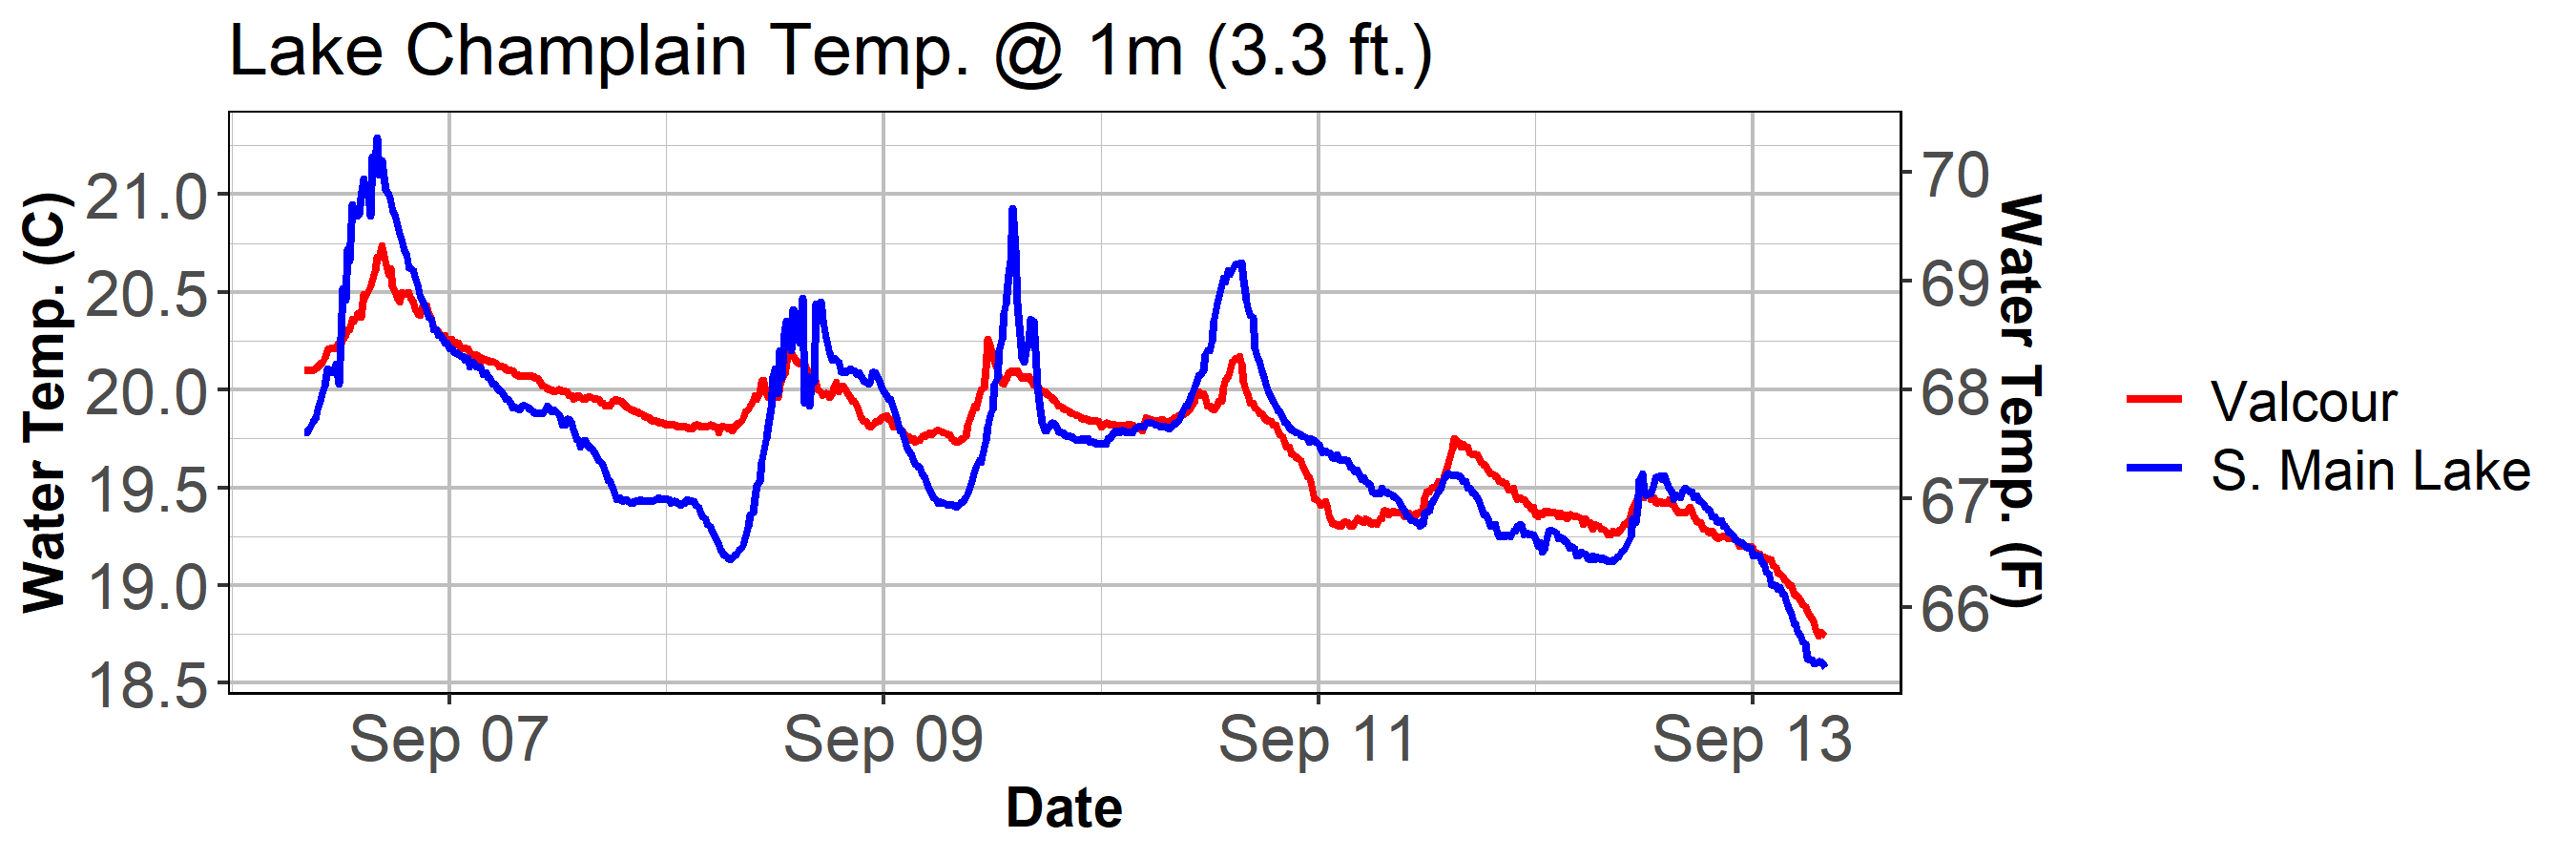 Lake Champlain Temp. @ 1m (3.3 ft.)
Water Temp. (C)
21.0
20.5
20.0
19.5
19.0
18.5
70
69
68
67
66
Water Temp. (F)
Sep 07
Sep 09
Sep 11
Sep 13
Date
Valcour
S. Main Lake